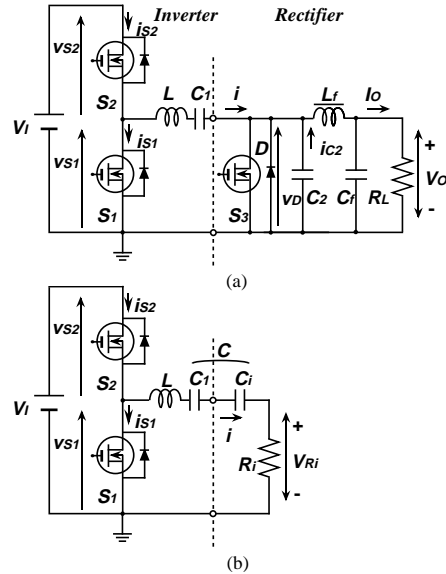 Inverter Rectifier
vS2
iS2
S2
L C1 i Lf IO
VI
vS1
iS1
S1
D
S3
vD
iC2
C2
Cf
RL
+
VO
-
(a)
vS2
iS2
S2
C
L C1 Ci
i
VI
vS1
iS1
S1
Ri
+
VRi
-
(b)